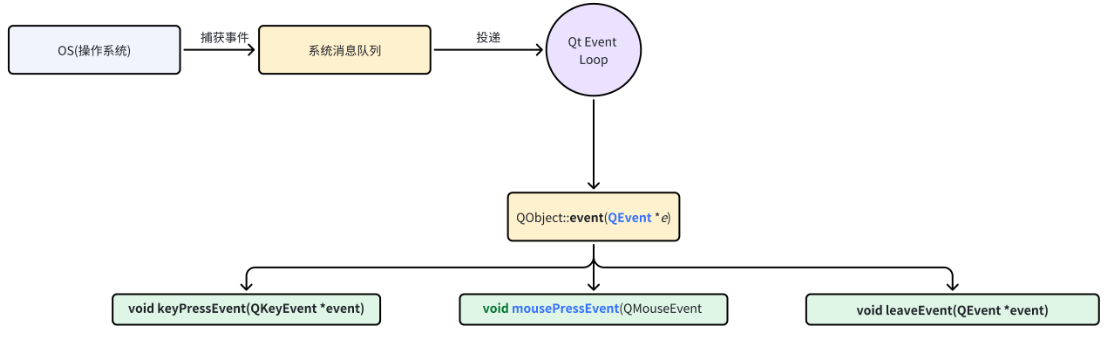 OS(操作系统)
捕获事件
系统消息队列
投递
Qt Event
Loop
QObject::event(QEvent *e)
void keyPressEvent(QKeyEvent *event)
void mousePressEvent(QMouseEvent
void leaveEvent(QEvent *event)